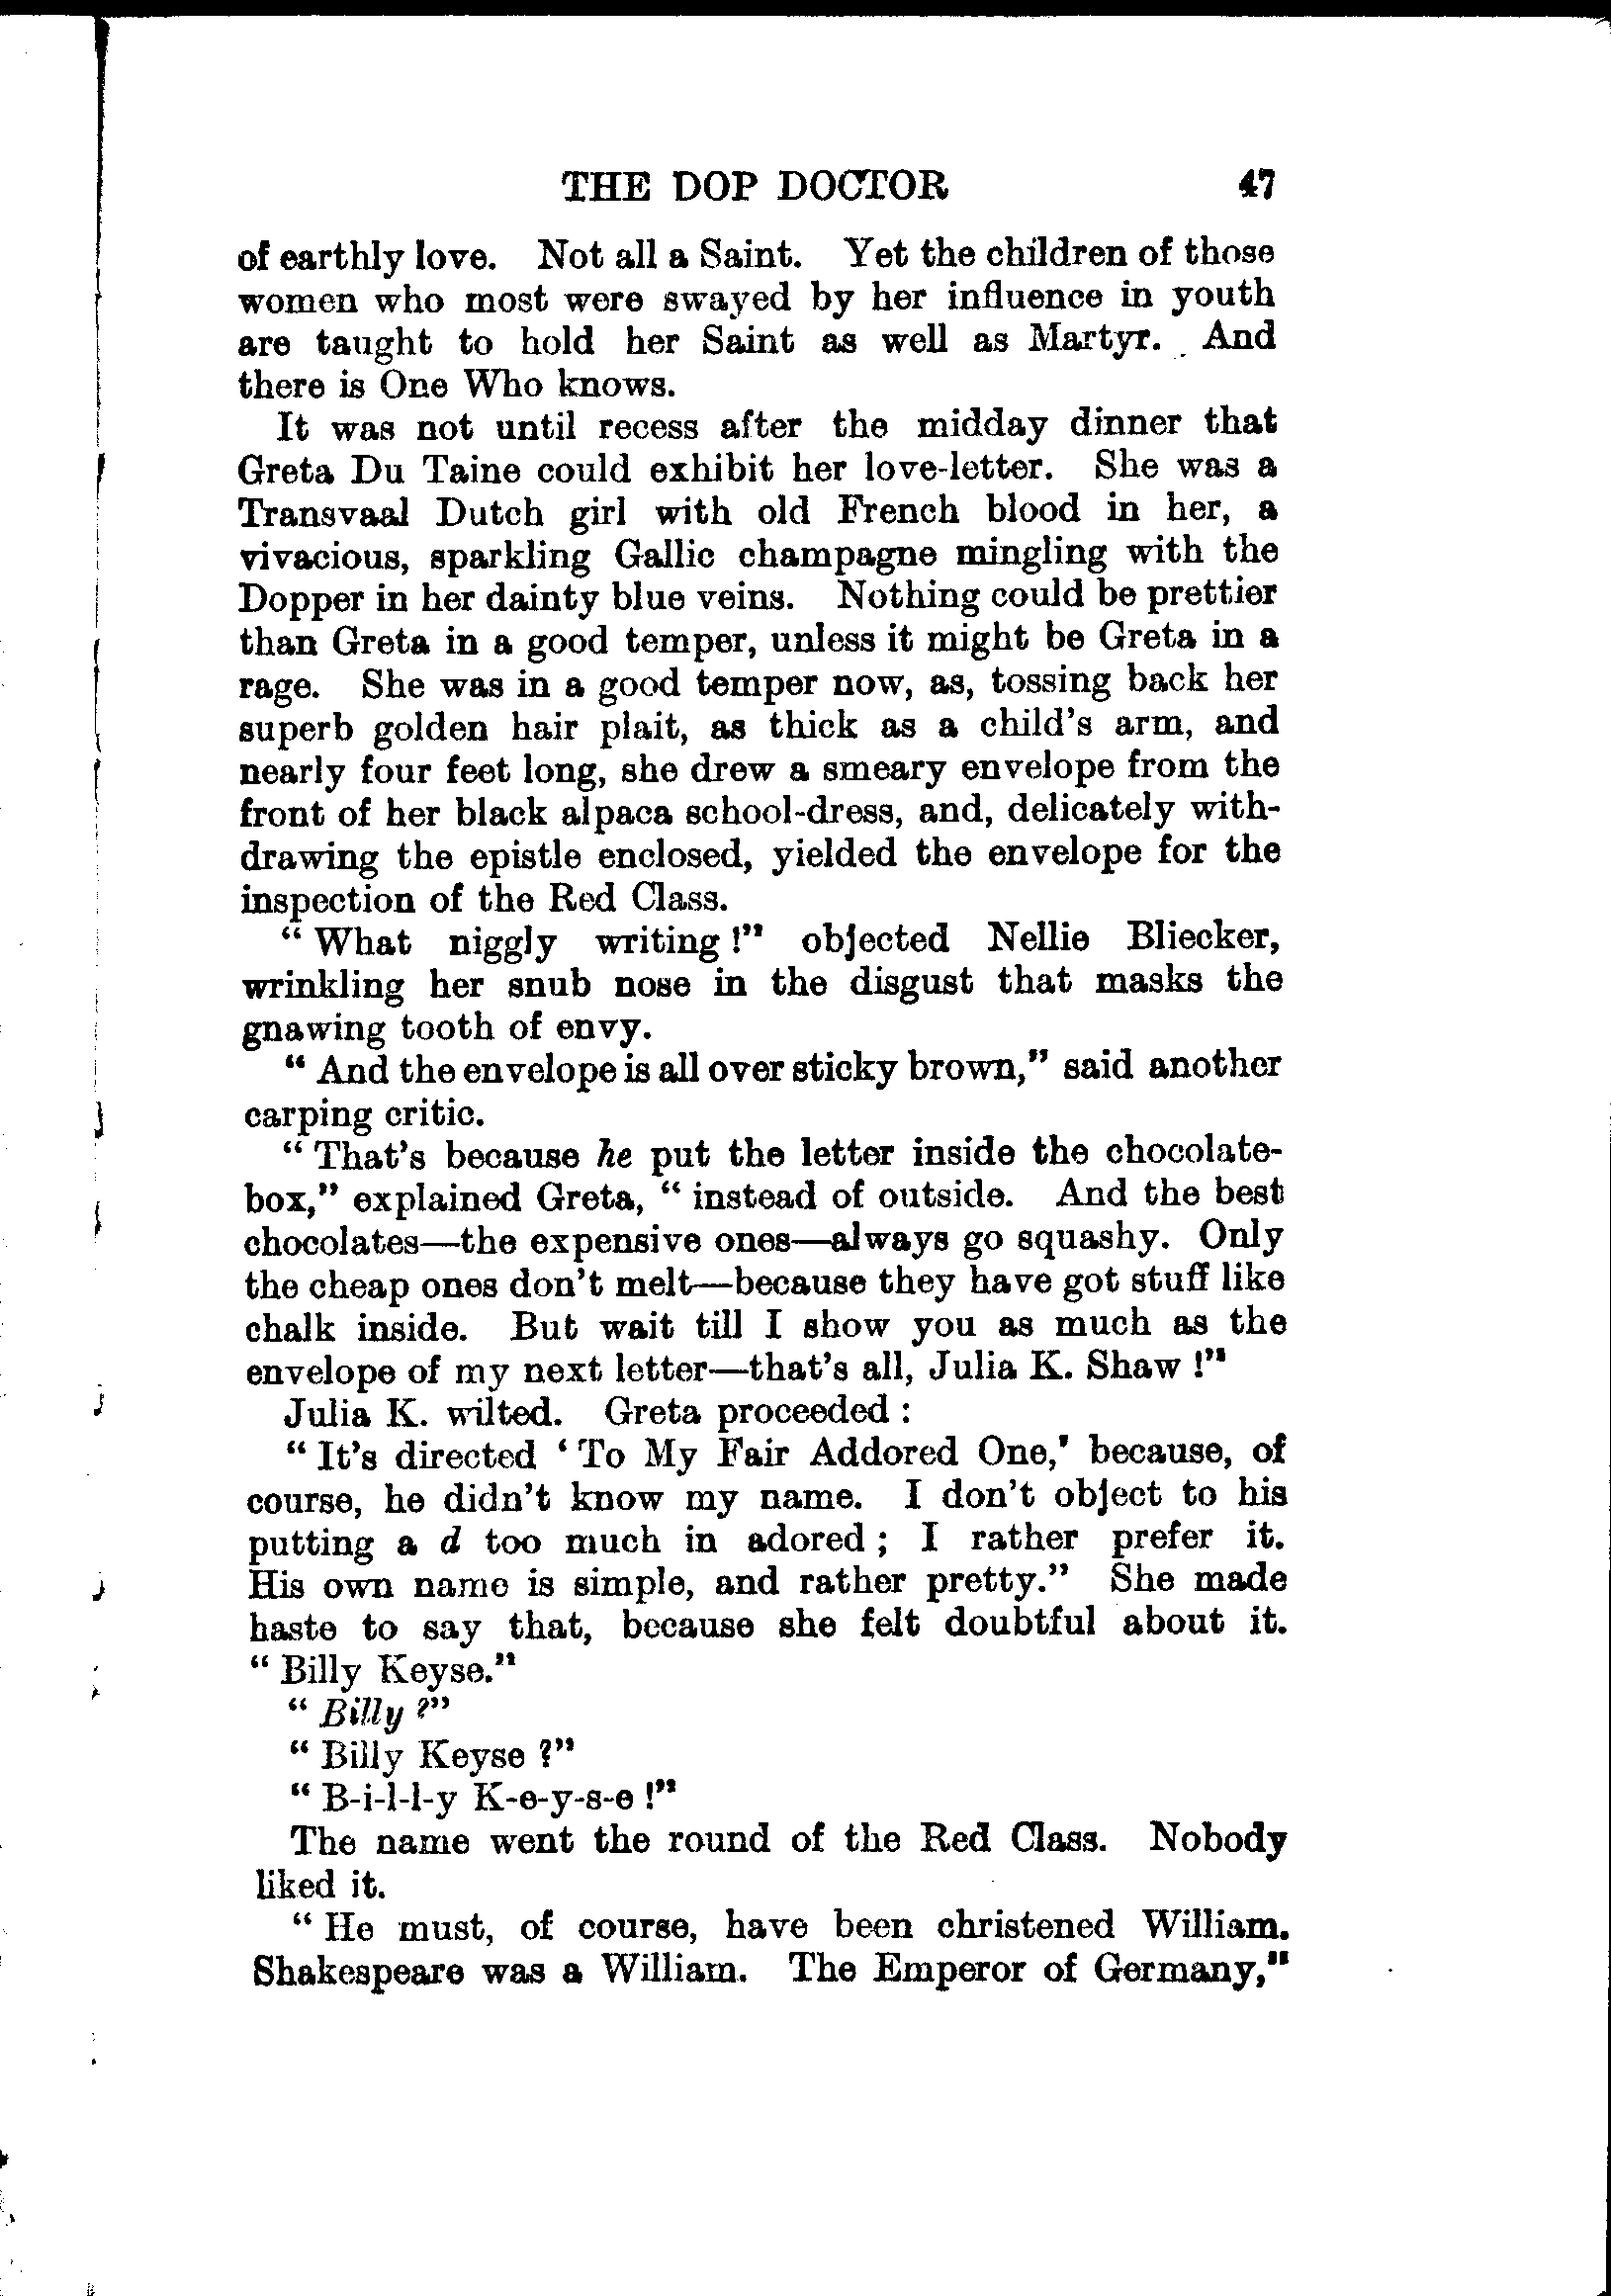 THE DOP DOCTOR 47
of earthly love. Not all a Saint. Yet the children of those
women who most were swayed by her influence in youth
are taught to hold her Saint as well as Martyr. And
there is One Who knows.
It was not until recess after the midday dinner that
Greta Du Taine could exhibit her love-letter. She was a
Transvaal Dutch girl with old French blood in her, a
vivacious, sparkling Gallic champagne mingling with the
Dopper in her dainty blue veins. Nothing could be prettier
than Greta in a good temper, unless it might be Greta in a
rage. She was in a good temper now, as, tossing back her
superb golden hair plait, as thick as a child's arm, and
nearly four feet long, she drew a smeary envelope from the
front of her black alpaca school-dress, and, delicately with-
drawing the epistle enclosed, yielded the envelope for the
inspection of the Red Class.
“ What niggly writing !” objected Nellie Bliecker,
wrinkling her snub nose in the disgust that masks the
gnawing tooth of envy.
“ And the envelope is all over sticky brown,” said another
carping critic.
“ That's because he put the letter inside the chocolate-
box,” explained Greta, “ instead of outside. And the best
chocolates—the expensive ones—always go squashy. Only
the cheap ones don't melt—because they have got stuff like
chalk inside. But wait till I show you as much as the
envelope of my next letter—that's all, Julia K. Shaw !”
Julia K. wilted. Greta proceeded :
“ It's directed ‘ To My Fair Addored One,’ because, of
course, he didn't know my name. I don't object to his
putting a d too much in adored ; I rather prefer it.
His own name is simple, and rather pretty.” She made
haste to say that, because she felt doubtful about it.
“ Billy Keyse.”
“ Billy ?”
“ Billy Keyse ?”
“ B-i-l-l-y K-e-y-s-e !”
The name went the round of the Red Class. Nobody
liked it.
“ He must, of course, have been christened William.
Shakespeare was a William. The Emperor of Germany,”